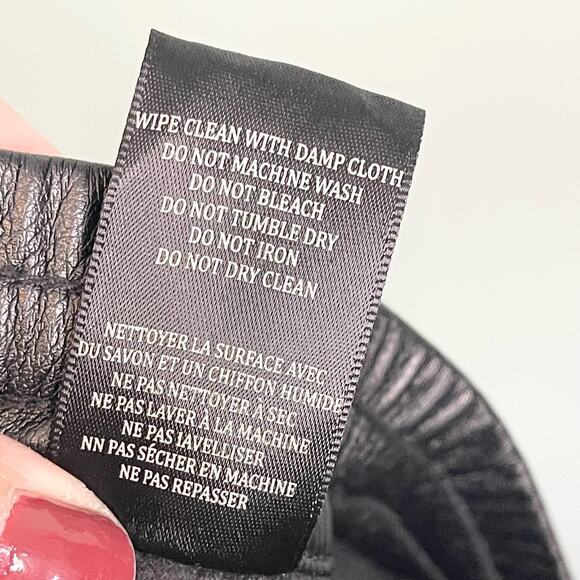 WIPE CLEAN WITH DAMP CLOTH
DO NOT MACHINE WASH
DO NOT BLEACH
DO NOT TUMBLE DRY
DO NOT IRON
DO NOT DRY CLEAN
NETTOYER LA SURFACE AVEC
DU SAVON ET UN CHIFFON HUMIDE
NE PAS NETTOYER À SEC
NE PAS LAVER À LA MACHINE
NE PAS JAVELLISER
NN PAS SÉCHER EN MACHINE
NE PAS REPASSER